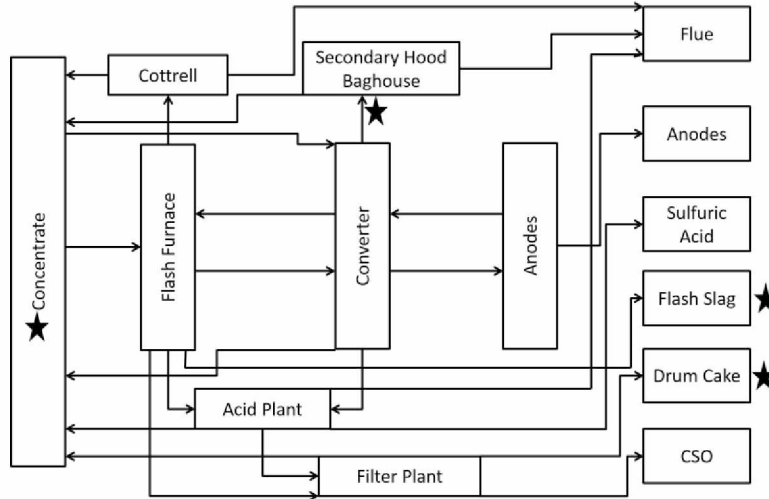 Cottrell
Secondary Hood
Baghouse
Flue
Concentrate
Flash Furnace
Converter
Anodes
Anodes
Sulfuric
Acid
Flash Slag
Drum Cake
Acid Plant
Filter Plant
CSO